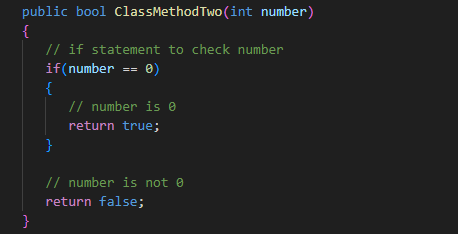 public bool ClassMethodTwo(int number)
{
// if statement to check number
if(number == 0)
{
// number is 0
return true;
}
// number is not 0
return false;
}